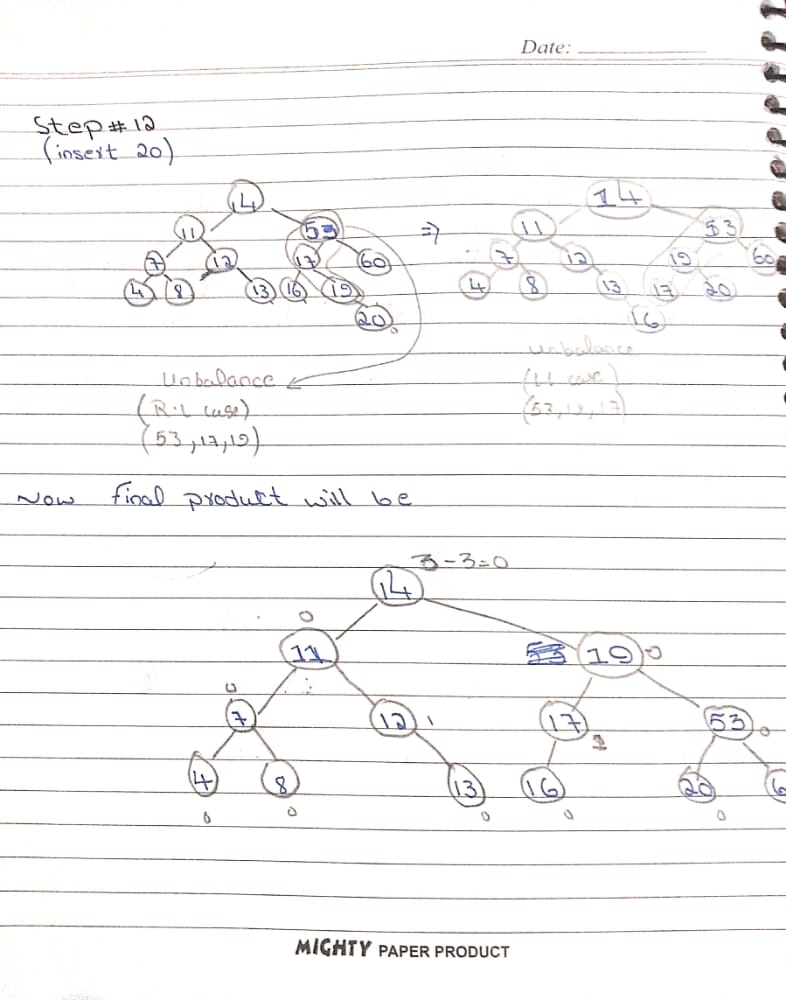 Date:
Step # 12
(insert 20)
14
11 53
7 12 17 60
4 8 13 16 19
20
⇒
14
11 53
7 12 19 60
4 8 13 17 20
16
Unbalance
(R.L case)
(53,17,19)
Unbalance
(LL case)
(53,19,17)
Now final product will be
3-3=0
14
0
11 19 0
0
7 12 1 17 1 53 0
4 8 13 16 20 6
0 0 0 0 0
MIGHTY PAPER PRODUCT